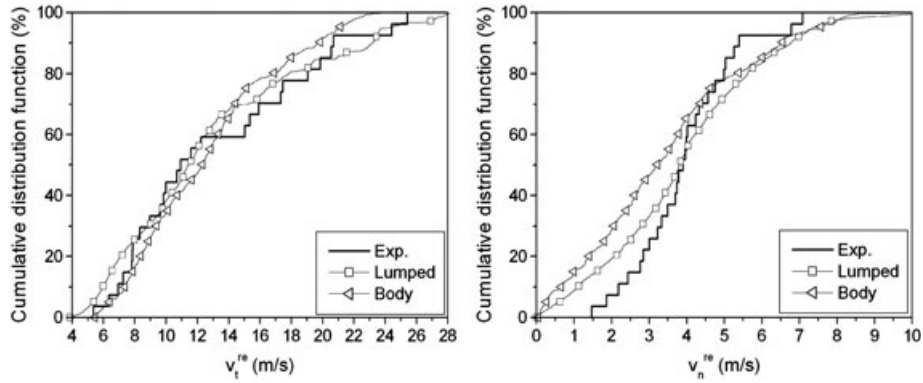 Cumulative distribution function (%)
100
80
60
40
20
0
Exp.
Lumped
Body
4 6 8 10 12 14 16 18 20 22 24 26 28
v_t^re (m/s)
Cumulative distribution function (%)
100
80
60
40
20
0
Exp.
Lumped
Body
0 1 2 3 4 5 6 7 8 9 10
v_n^re (m/s)